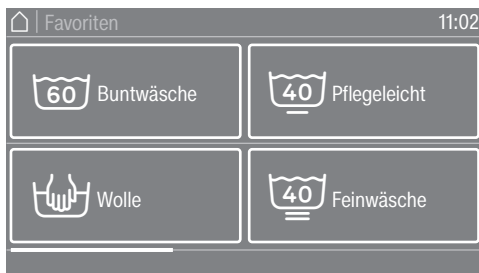 Favoriten 11:02
60 Buntwäsche
40 Pflegeleicht
Wolle
40 Feinwäsche